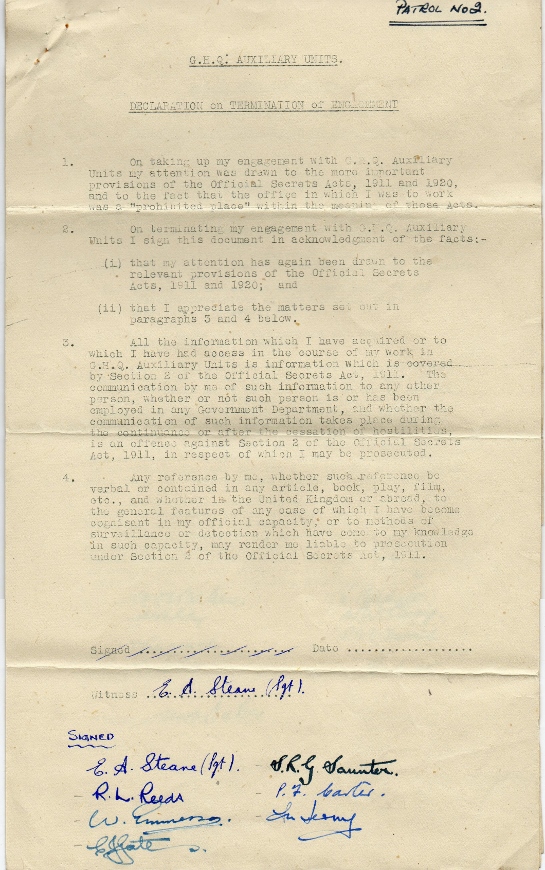 PATROL No 2.
G.H.Q. AUXILIARY UNITS.
DECLARATION on TERMINATION of ENGAGEMENT
1. On taking up my engagement with G.H.Q. Auxiliary
Units my attention was drawn to the more important
provisions of the Official Secrets Acts, 1911 and 1920,
and to the fact that the office in which I was to work
was a "prohibited place" within the meaning of those Acts.
2. On terminating my engagement with G.H.Q. Auxiliary
Units I sign this document in acknowledgment of the facts:-
(i) that my attention has again been drawn to the
relevant provisions of the Official Secrets
Acts, 1911 and 1920; and
(ii) that I appreciate the matters set out in
paragraphs 3 and 4 below.
3. All the information which I have acquired or to
which I have had access in the course of my work in
G.H.Q. Auxiliary Units is information which is covered
by Section 2 of the Official Secrets Act, 1911. The
communication by me of such information to any other
person, whether or not such person is or has been
employed in any Government Department, and whether the
communication of such information takes place during
the continuance or after the cessation of hostilities,
is an offence against Section 2 of the Official Secrets
Act, 1911, in respect of which I may be prosecuted.
4. Any reference by me, whether such reference be
verbal or contained in any article, book, play, film,
etc., and whether in the United Kingdom or abroad, to
the general features of any case of which I have become
cognisant in my official capacity, or to methods of
surveillance or detection which have come to my knowledge
in such capacity, may render me liable to prosecution
under Section 2 of the Official Secrets Act, 1911.
Signed ........................ Date ...................
Witness E. A. Steane (Sgt).
SIGNED
E. A. Steane (Sgt). - S.R.G. Saunter.
- R. L. Reeds - P. F. Carter.
- W.